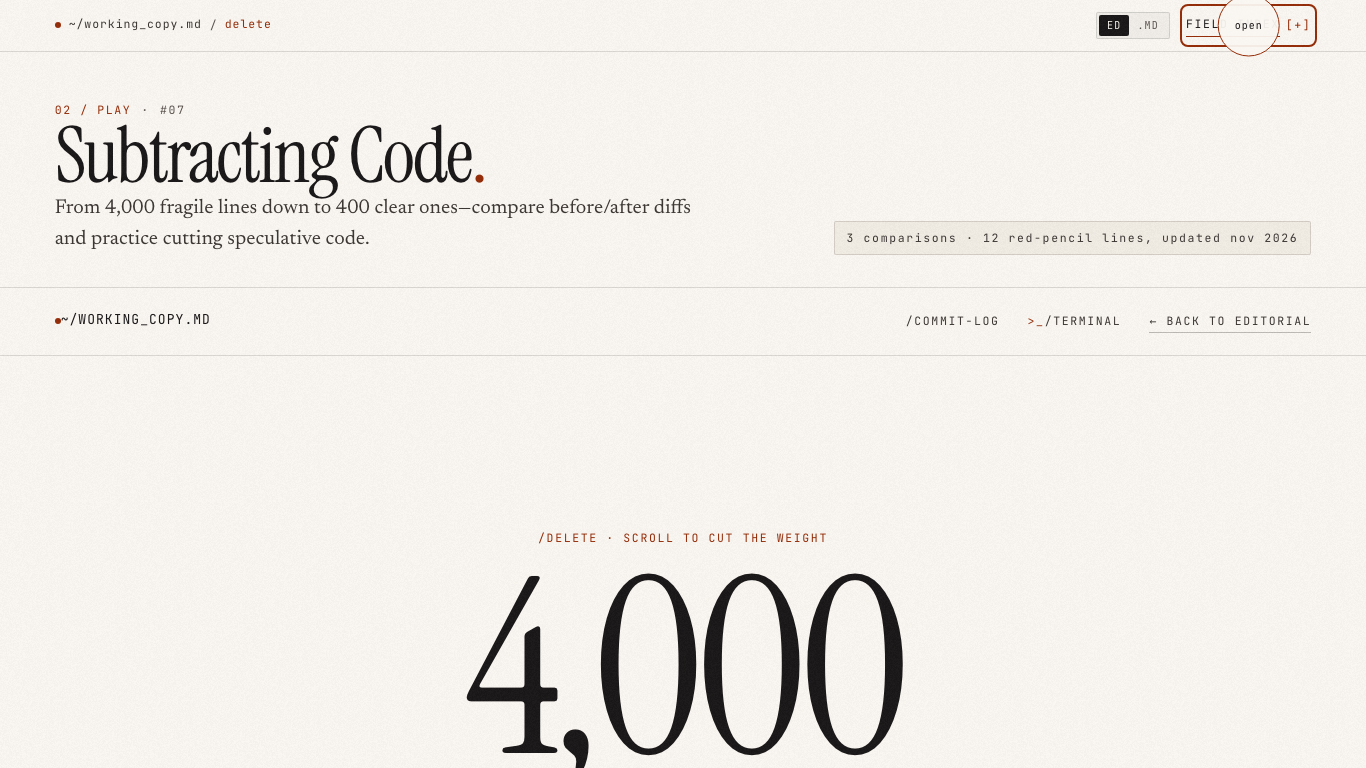 ~/working_copy.md / delete
ED .MD
open [+]
02 / PLAY · #07
Subtracting Code.
From 4,000 fragile lines down to 400 clear ones—compare before/after diffs
and practice cutting speculative code.
3 comparisons · 12 red-pencil lines, updated nov 2026
~/WORKING_COPY.MD
/COMMIT-LOG >_/TERMINAL ← BACK TO EDITORIAL
/DELETE · SCROLL TO CUT THE WEIGHT
4,000